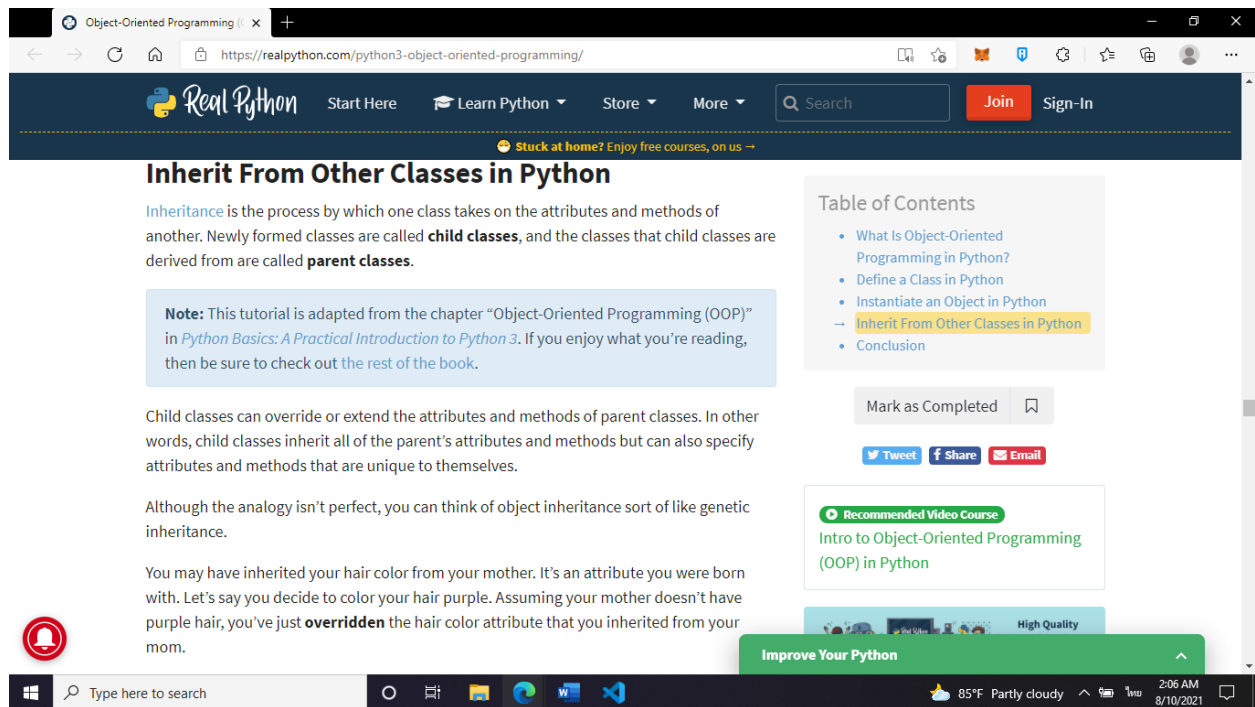 Object-Oriented Programming (
https://realpython.com/python3-object-oriented-programming/
Real Python
Start Here
Learn Python
Store
More
Search
Join
Sign-In
Stuck at home? Enjoy free courses, on us →
Inherit From Other Classes in Python
Inheritance is the process by which one class takes on the attributes and methods of
another. Newly formed classes are called child classes, and the classes that child classes are
derived from are called parent classes.
Note: This tutorial is adapted from the chapter “Object-Oriented Programming (OOP)”
in Python Basics: A Practical Introduction to Python 3. If you enjoy what you’re reading,
then be sure to check out the rest of the book.
Child classes can override or extend the attributes and methods of parent classes. In other
words, child classes inherit all of the parent’s attributes and methods but can also specify
attributes and methods that are unique to themselves.
Although the analogy isn’t perfect, you can think of object inheritance sort of like genetic
inheritance.
You may have inherited your hair color from your mother. It’s an attribute you were born
with. Let’s say you decide to color your hair purple. Assuming your mother doesn’t have
purple hair, you’ve just overridden the hair color attribute that you inherited from your
mom.
Table of Contents
• What Is Object-Oriented
Programming in Python?
• Define a Class in Python
• Instantiate an Object in Python
→ Inherit From Other Classes in Python
• Conclusion
Mark as Completed
Tweet
Share
Email
Recommended Video Course
Intro to Object-Oriented Programming
(OOP) in Python
High Quality
Improve Your Python
Type here to search
85°F Partly cloudy
ไทย
2:06 AM
8/10/2021